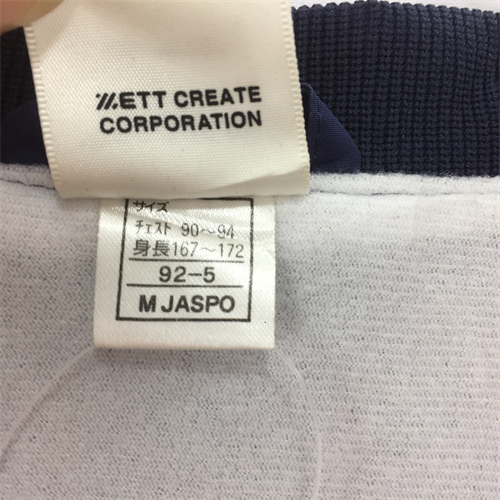 ZETT CREATE
CORPORATION
サイズ
チェスト 90～94
身長167～172
92-5
M JASPO